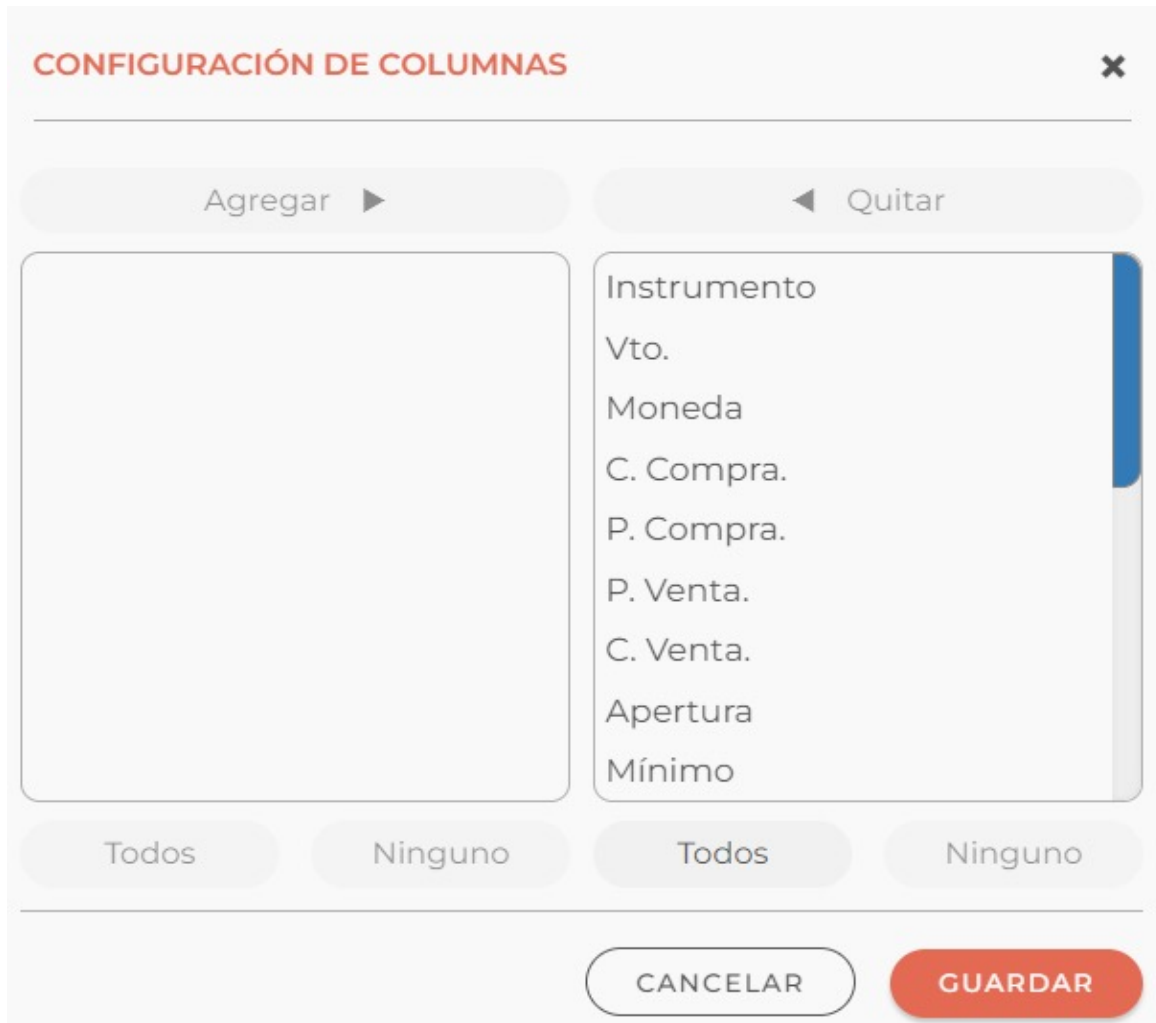 CONFIGURACIÓN DE COLUMNAS
Agregar
Quitar
Instrumento
Vto.
Moneda
C. Compra.
P. Compra.
P. Venta.
C. Venta.
Apertura
Mínimo
Todos
Ninguno
Todos
Ninguno
CANCELAR
GUARDAR